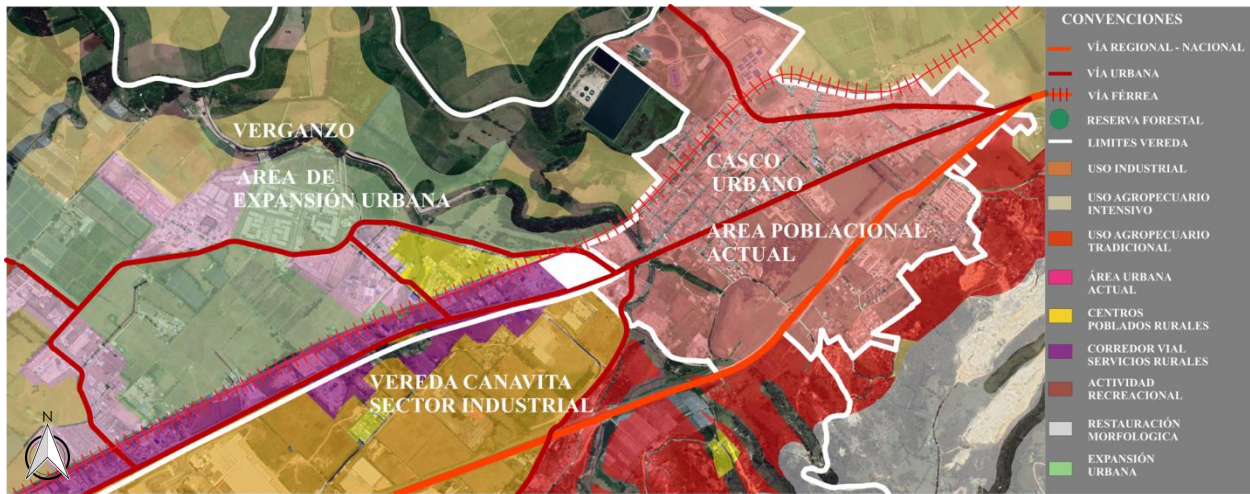 VERGANZO
AREA DE
EXPANSIÓN URBANA
CASCO
URBANO
AREA POBLACIONAL
ACTUAL
VEREDA CANAVITA
SECTOR INDUSTRIAL
N
CONVENCIONES
VÍA REGIONAL - NACIONAL
VÍA URBANA
VÍA FÉRREA
RESERVA FORESTAL
LIMITES VEREDA
USO INDUSTRIAL
USO AGROPECUARIO
INTENSIVO
USO AGROPECUARIO
TRADICIONAL
ÁREA URBANA
ACTUAL
CENTROS
POBLADOS RURALES
CORREDOR VIAL
SERVICIOS RURALES
ACTIVIDAD
RECREACIONAL
RESTAURACIÓN
MORFOLOGICA
EXPANSIÓN
URBANA